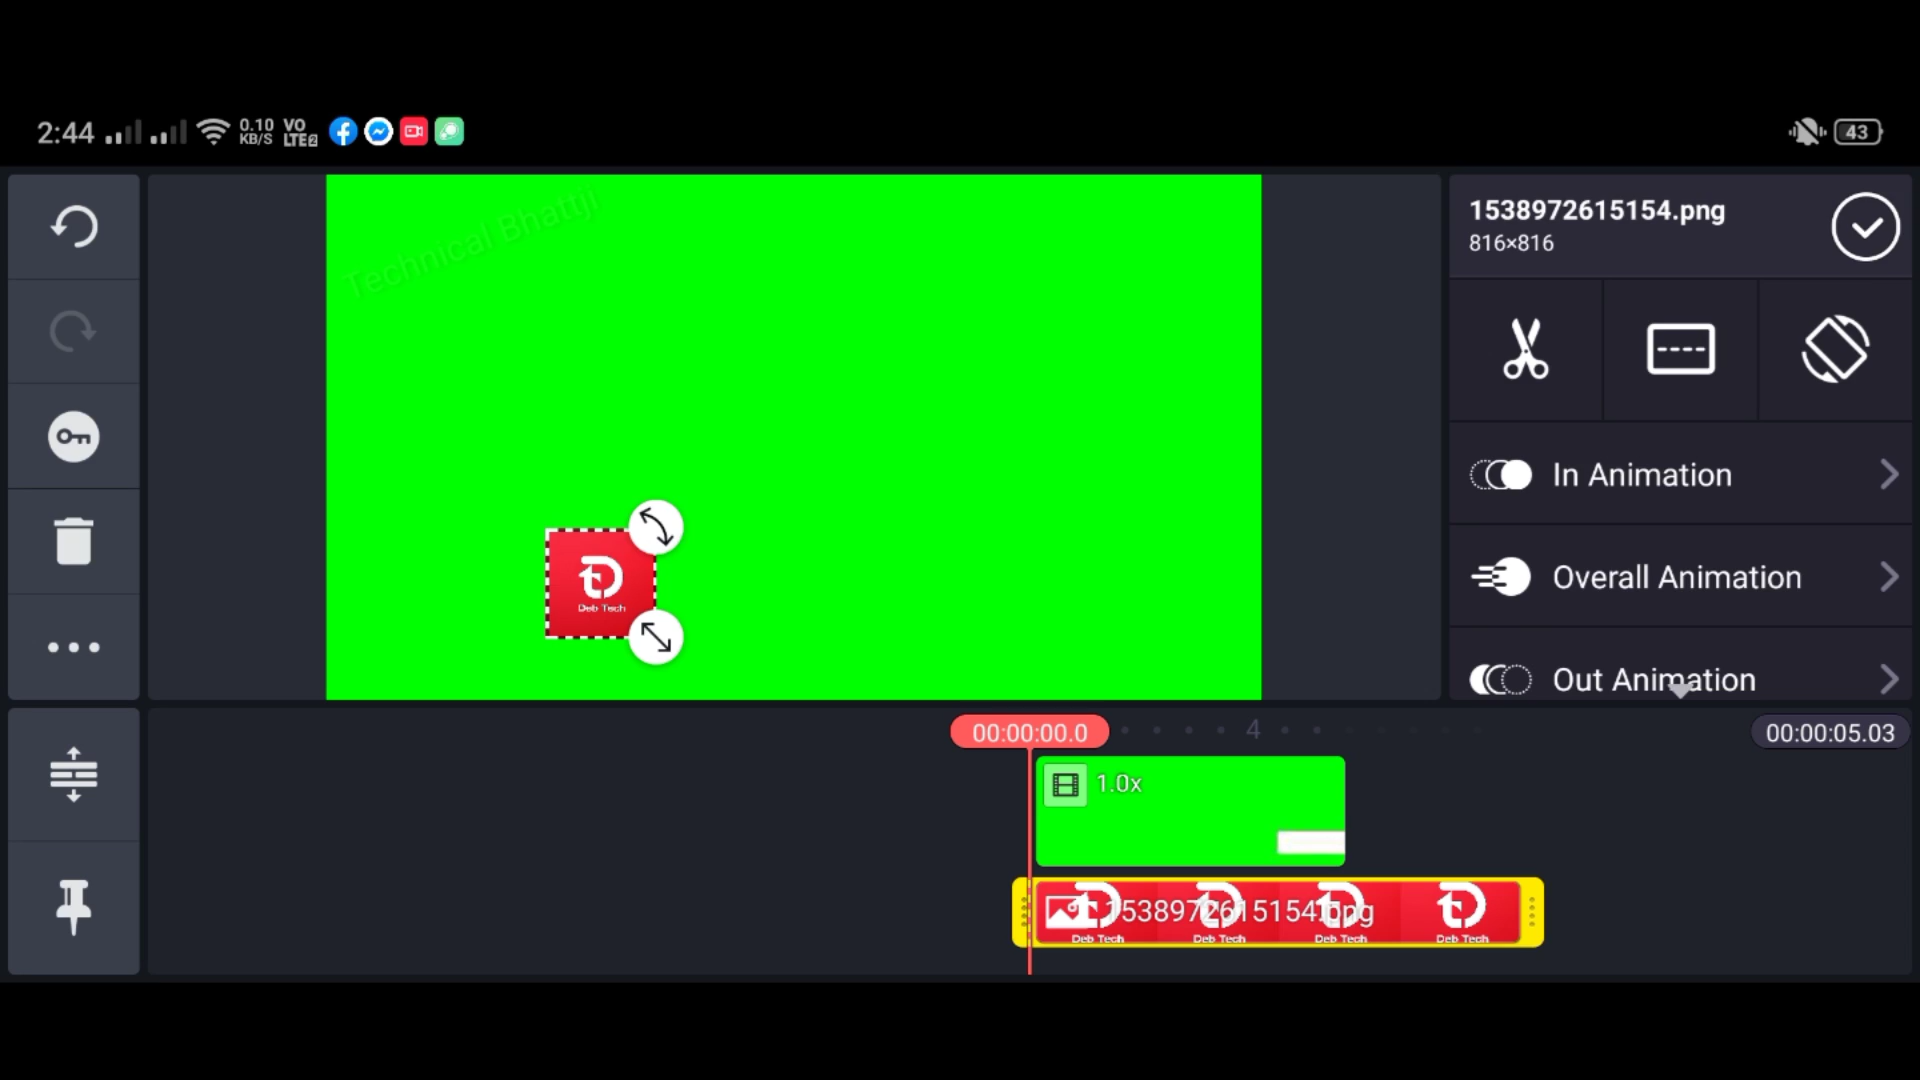 2:44
0.10 KB/S
VO LTE2
43
Technical Bhattji
Deb Tech
1538972615154.png
816×816
In Animation
Overall Animation
Out Animation
00:00:00.0
4
00:00:05.03
1.0x
1538972615154.png
Deb Tech
Deb Tech
Deb Tech
Deb Tech